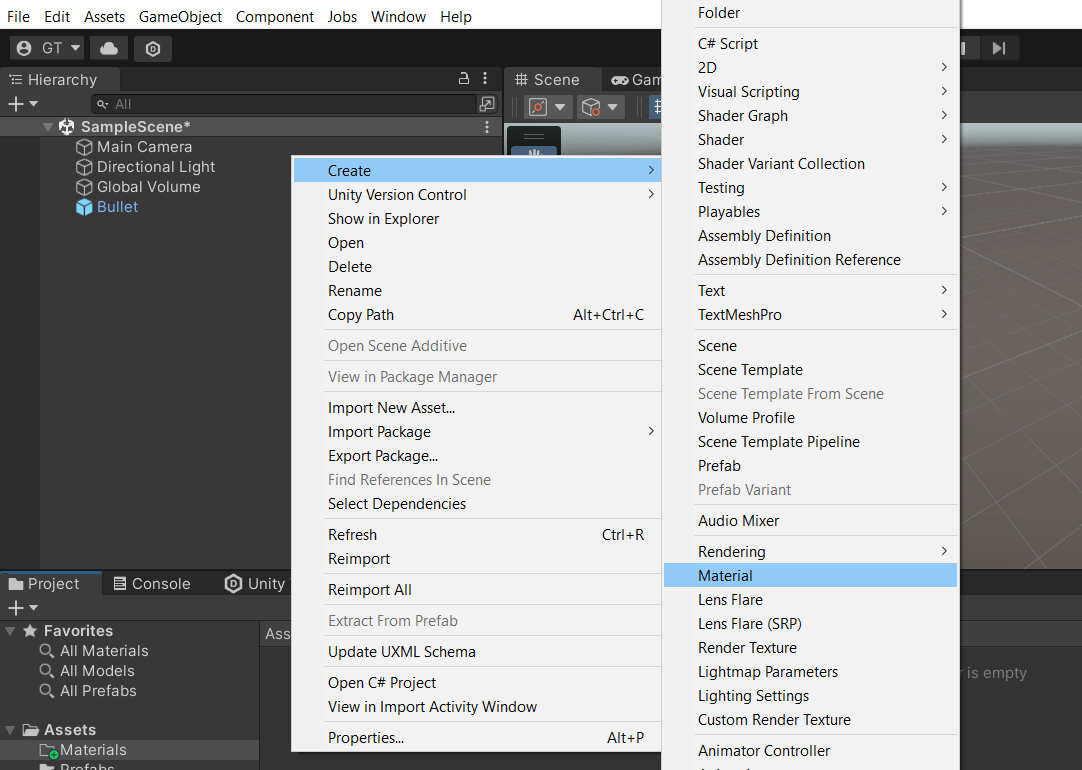 File Edit Assets GameObject Component Jobs Window Help
GT
Hierarchy
All
SampleScene*
Main Camera
Directional Light
Global Volume
Bullet
Scene
Gam
Create
Unity Version Control
Show in Explorer
Open
Delete
Rename
Copy Path Alt+Ctrl+C
Open Scene Additive
View in Package Manager
Import New Asset...
Import Package
Export Package...
Find References In Scene
Select Dependencies
Refresh Ctrl+R
Reimport
Reimport All
Extract From Prefab
Update UXML Schema
Open C# Project
View in Import Activity Window
Properties... Alt+P
Folder
C# Script
2D
Visual Scripting
Shader Graph
Shader
Shader Variant Collection
Testing
Playables
Assembly Definition
Assembly Definition Reference
Text
TextMeshPro
Scene
Scene Template
Scene Template From Scene
Volume Profile
Scene Template Pipeline
Prefab
Prefab Variant
Audio Mixer
Rendering
Material
Lens Flare
Lens Flare (SRP)
Render Texture
Lightmap Parameters
Lighting Settings
Custom Render Texture
Animator Controller
Project Console Unity
Favorites
All Materials
All Models
All Prefabs
Assets
Materials
Prefabs
Ass
is empty